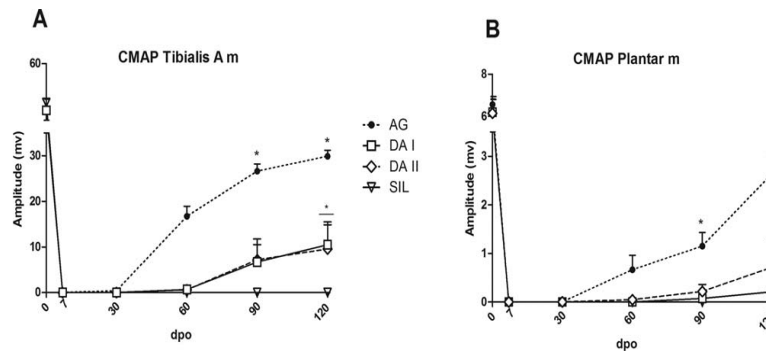 A
CMAP Tibialis A m
60
30
20
10
0
Amplitude (mv)
*
*
*
0
7
30
60
90
120
dpo
AG
DA I
DA II
SIL
B
CMAP Plantar m
8
6
4
3
2
1
0
Amplitude (mv)
*
0
7
30
60
90
dpo